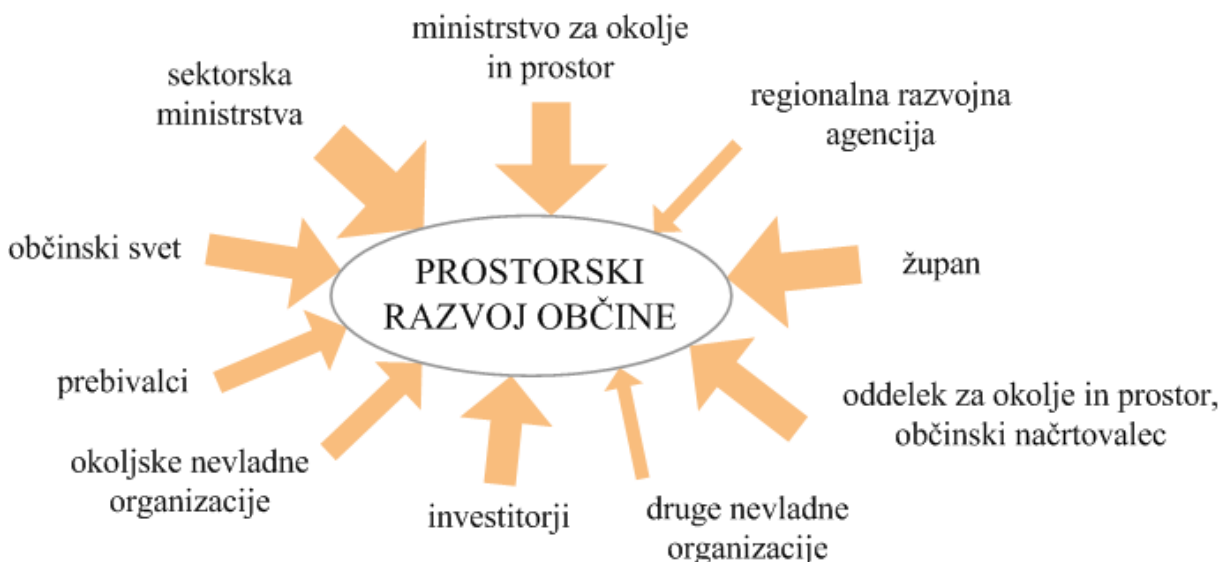 ministrstvo za okolje
in prostor
sektorska
ministrstva
regionalna razvojna
agencija
občinski svet
PROSTORSKI
RAZVOJ OBČINE
župan
prebivalci
oddelek za okolje in prostor,
občinski načrtovalec
okoljske nevladne
organizacije
investitorji
druge nevladne
organizacije